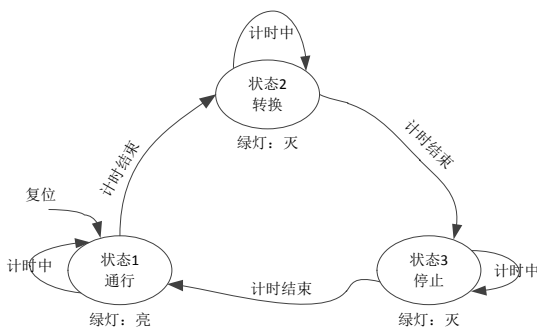 计时中
状态2
转换
绿灯：灭
计时结束
计时结束
复位
计时中
状态1
通行
绿灯：亮
计时结束
状态3
停止
计时中
绿灯：灭